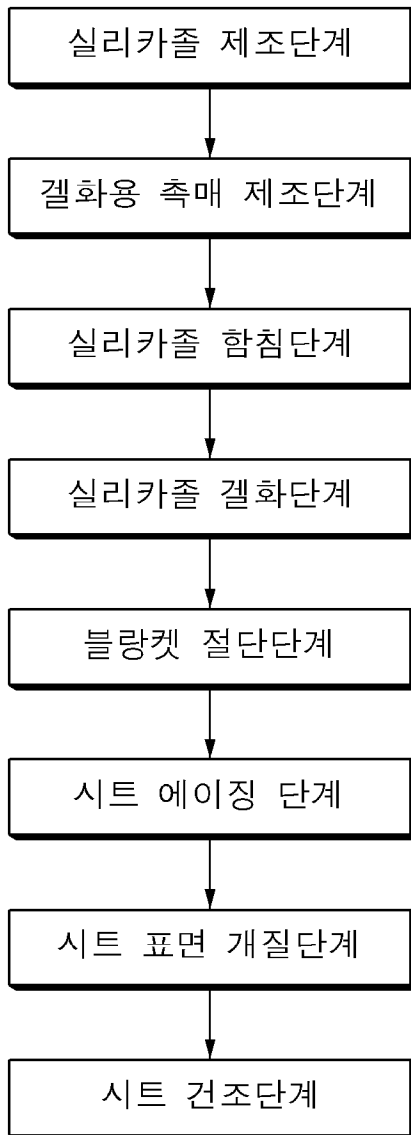 실리카졸 제조단계
겔화용 촉매 제조단계
실리카졸 함침단계
실리카졸 겔화단계
블랑켓 절단단계
시트 에이징 단계
시트 표면 개질단계
시트 건조단계